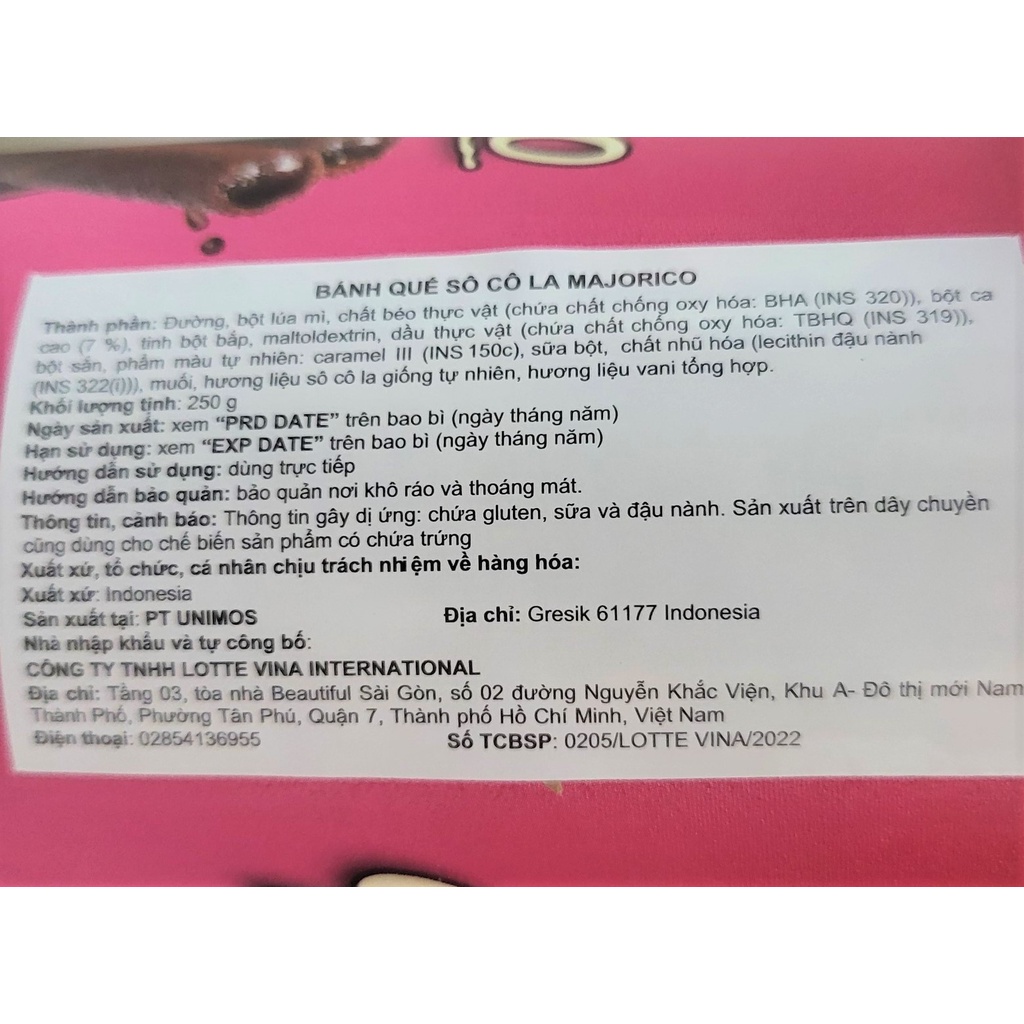 BÁNH QUÉ SÔ CÔ LA MAJORICO
Thành phần: Đường, bột lúa mì, chất béo thực vật (chứa chất chống oxy hóa: BHA (INS 320)), bột ca
cao (7 %), tinh bột bắp, maltoldextrin, dầu thực vật (chứa chất chống oxy hóa: TBHQ (INS 319)),
bột sắn, phẩm màu tự nhiên: caramel III (INS 150c), sữa bột, chất nhũ hóa (lecithin đậu nành
(INS 322(i))), muối, hương liệu sô cô la giống tự nhiên, hương liệu vani tổng hợp.
Khối lượng tịnh: 250 g
Ngày sản xuất: xem “PRD DATE” trên bao bì (ngày tháng năm)
Hạn sử dụng: xem “EXP DATE” trên bao bì (ngày tháng năm)
Hướng dẫn sử dụng: dùng trực tiếp
Hướng dẫn bảo quản: bảo quản nơi khô ráo và thoáng mát.
Thông tin, cảnh báo: Thông tin gây dị ứng: chứa gluten, sữa và đậu nành. Sản xuất trên dây chuyền
cũng dùng cho chế biến sản phẩm có chứa trứng
Xuất xứ, tổ chức, cá nhân chịu trách nhiệm về hàng hóa:
Xuất xứ: Indonesia
Sản xuất tại: PT UNIMOS Địa chỉ: Gresik 61177 Indonesia
Nhà nhập khẩu và tự công bố:
CÔNG TY TNHH LOTTE VINA INTERNATIONAL
Địa chỉ: Tầng 03, tòa nhà Beautiful Sài Gòn, số 02 đường Nguyễn Khắc Viện, Khu A- Đô thị mới Nam
Thành Phố, Phường Tân Phú, Quận 7, Thành phố Hồ Chí Minh, Việt Nam
Điện thoại: 02854136955 Số TCBSP: 0205/LOTTE VINA/2022